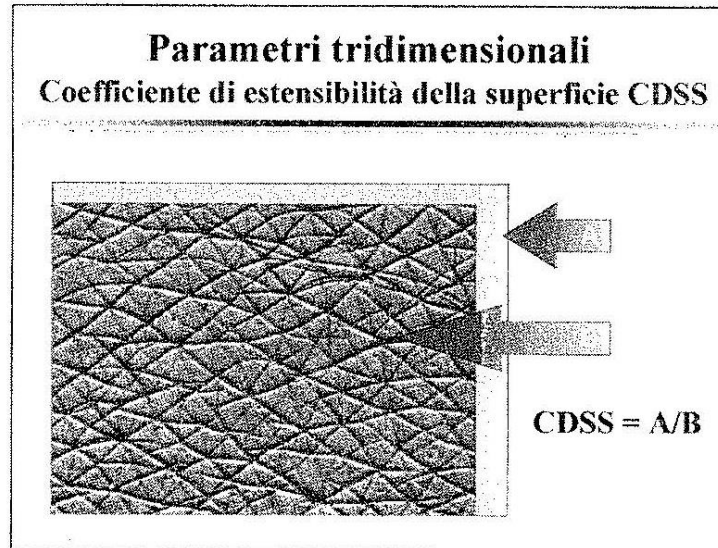 Parametri tridimensionali
Coefficiente di estensibilità della superficie CDSS
A
B
CDSS = A/B